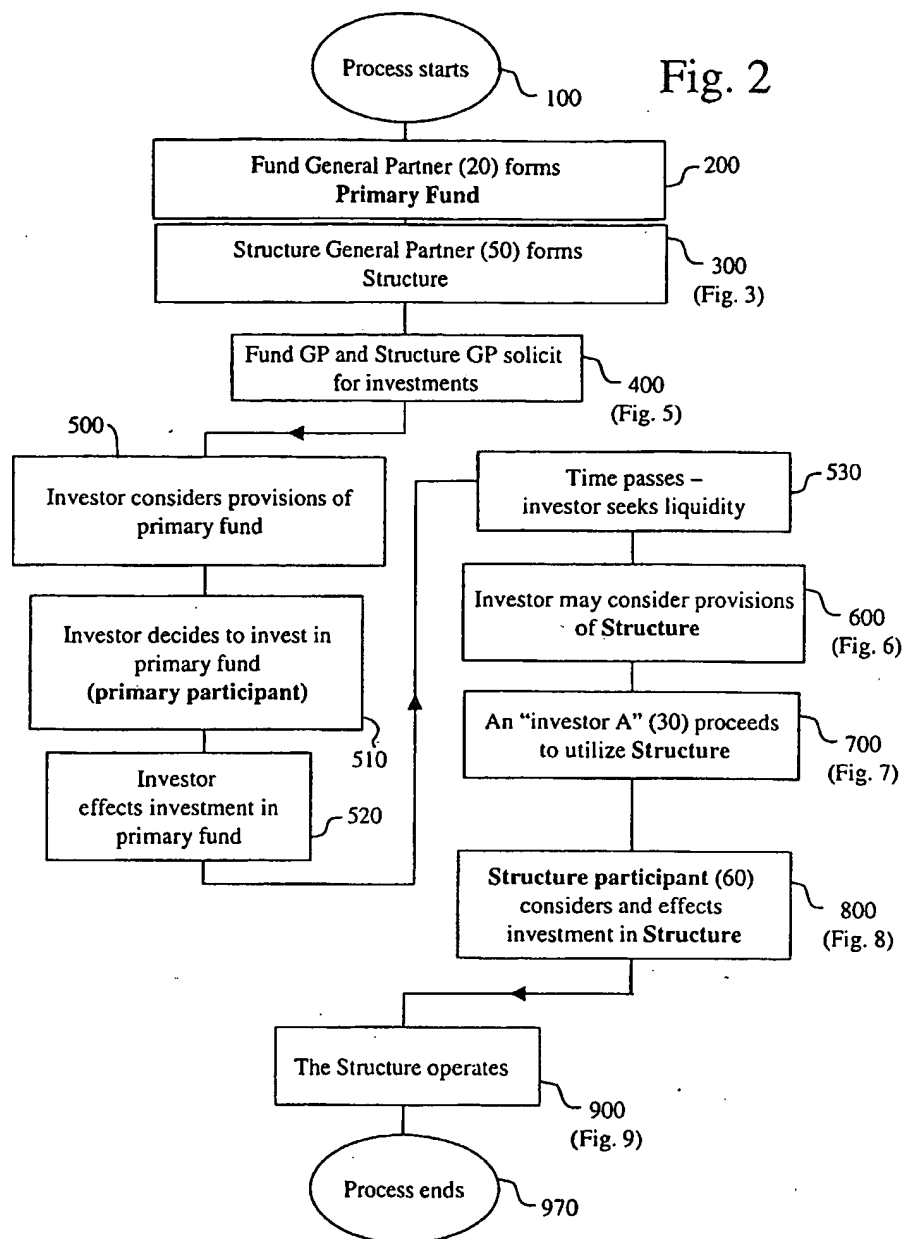 Fig. 2
Process starts
100
Fund General Partner (20) forms
Primary Fund
200
Structure General Partner (50) forms
Structure
300
(Fig. 3)
Fund GP and Structure GP solicit
for investments
400
(Fig. 5)
500
Investor considers provisions of
primary fund
Investor decides to invest in
primary fund
(primary participant)
510
Investor
effects investment in
primary fund
520
Time passes –
investor seeks liquidity
530
Investor may consider provisions
of Structure
600
(Fig. 6)
An "investor A" (30) proceeds
to utilize Structure
700
(Fig. 7)
Structure participant (60)
considers and effects
investment in Structure
800
(Fig. 8)
The Structure operates
900
(Fig. 9)
Process ends
970